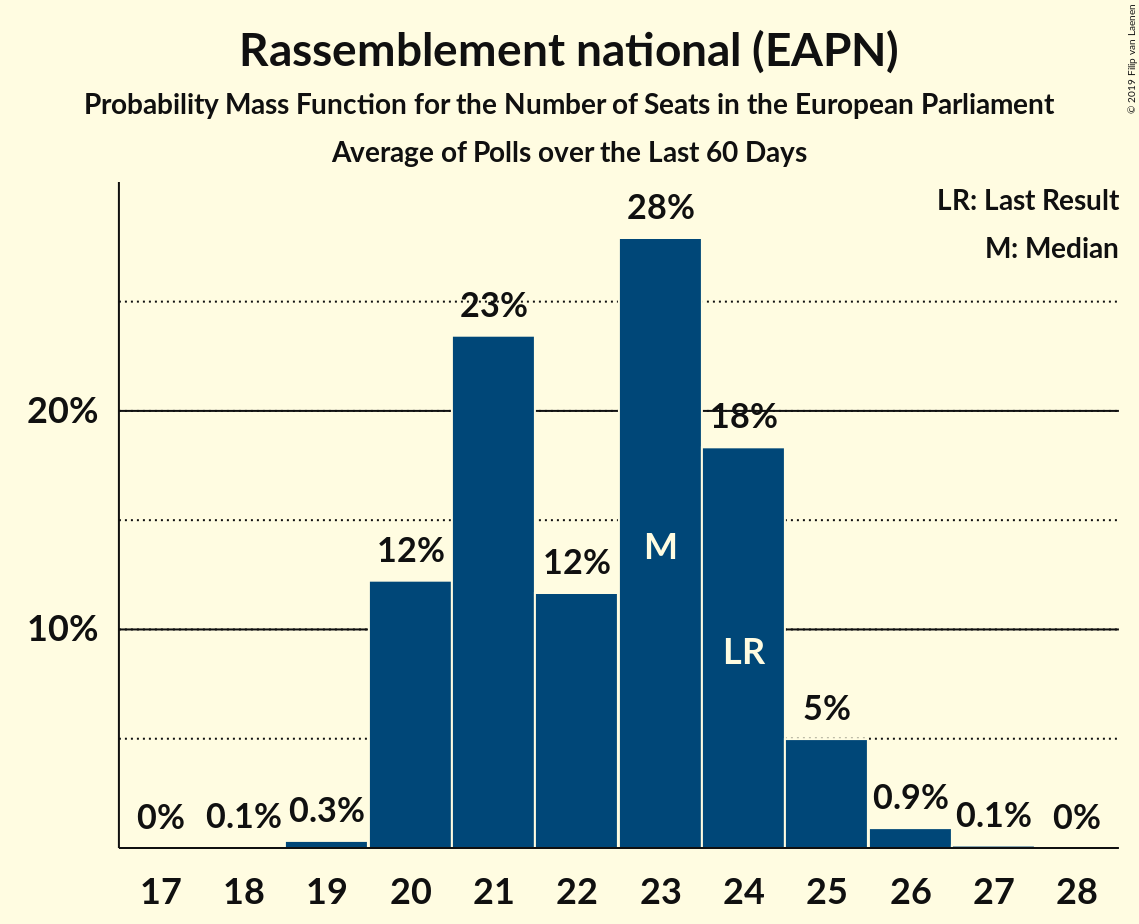 Rassemblement national (EAPN)
Probability Mass Function for the Number of Seats in the European Parliament
Average of Polls over the Last 60 Days
© 2019 Filip van Laenen
LR: Last Result
M: Median
28%
23%
20%
18%
12%
12%
M
10%
LR
5%
0%
0.1%
0.3%
0.9%
0.1%
0%
17 18 19 20 21 22 23 24 25 26 27 28